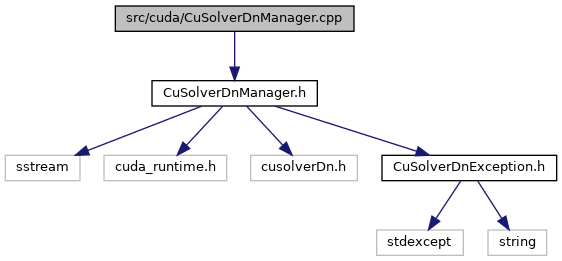 src/cuda/CuSolverDnManager.cpp
CuSolverDnManager.h
sstream
cuda_runtime.h
cusolverDn.h
CuSolverDnException.h
stdexcept
string